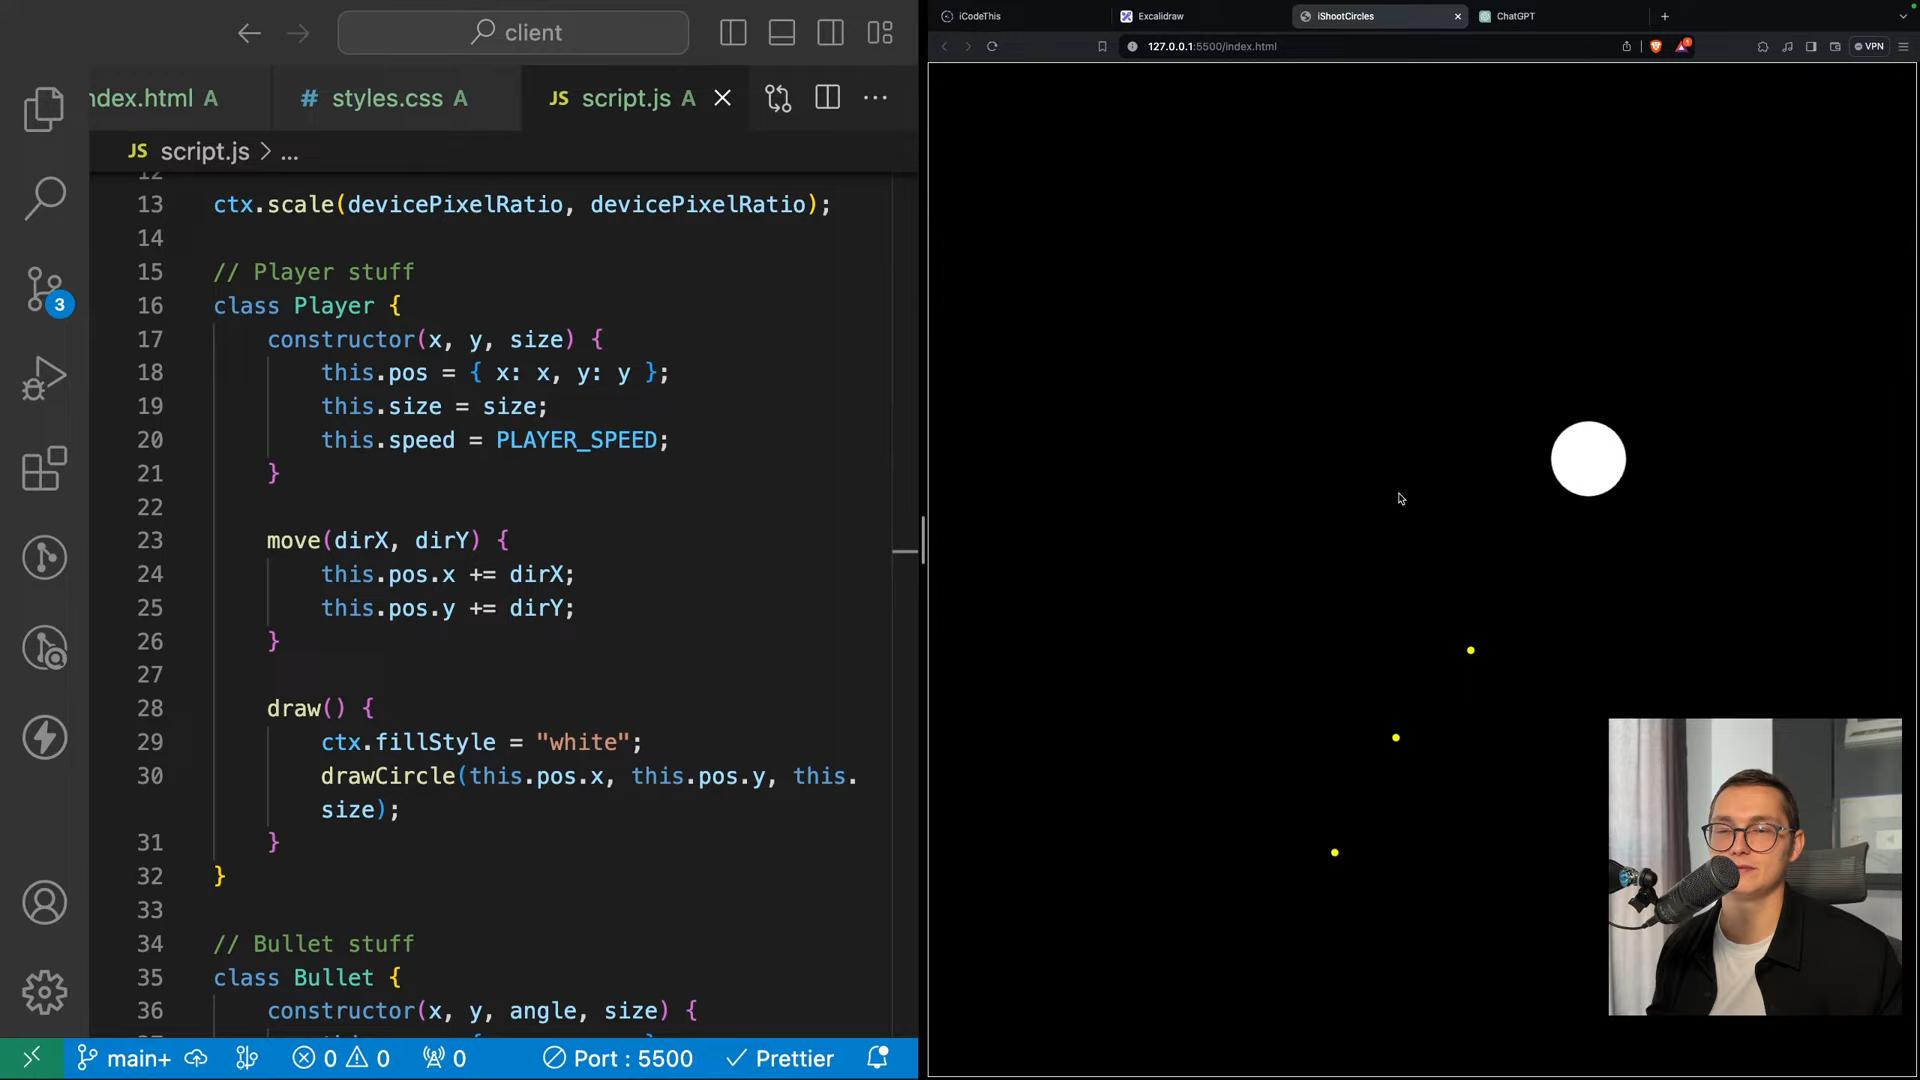 client
iCodeThis
Excalidraw
iShootCircles
ChatGPT
127.0.0.1:5500/index.html
1
VPN
ndex.html A
# styles.css A
JS script.js A
JS script.js > ...
12
13 ctx.scale(devicePixelRatio, devicePixelRatio);
14
15 // Player stuff
16 class Player {
17 constructor(x, y, size) {
18 this.pos = { x: x, y: y };
19 this.size = size;
20 this.speed = PLAYER_SPEED;
21 }
22
23 move(dirX, dirY) {
24 this.pos.x += dirX;
25 this.pos.y += dirY;
26 }
27
28 draw() {
29 ctx.fillStyle = "white";
30 drawCircle(this.pos.x, this.pos.y, this.
size);
31 }
32 }
33
34 // Bullet stuff
35 class Bullet {
36 constructor(x, y, angle, size) {
3
main+
0
0
0
Port : 5500
Prettier